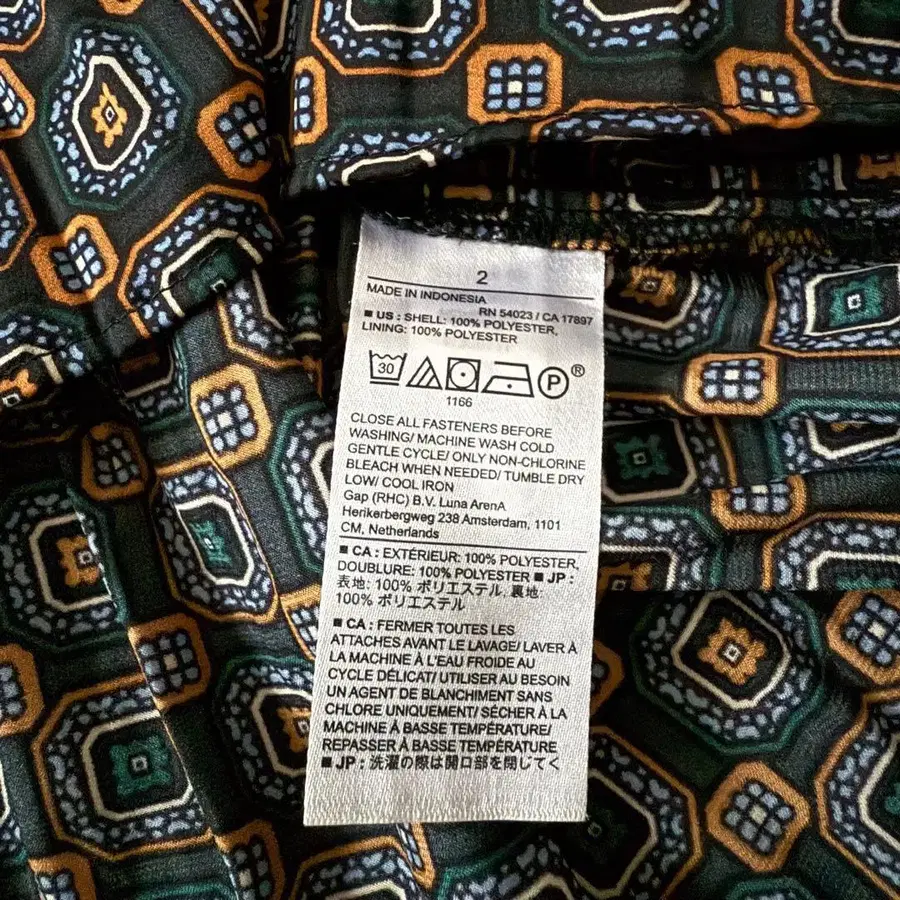 2
MADE IN INDONESIA
RN 54023 / CA 17897
■ US : SHELL: 100% POLYESTER,
LINING: 100% POLYESTER
30 P ®
1166
CLOSE ALL FASTENERS BEFORE
WASHING/ MACHINE WASH COLD
GENTLE CYCLE/ ONLY NON-CHLORINE
BLEACH WHEN NEEDED/ TUMBLE DRY
LOW/ COOL IRON
Gap (RHC) B.V. Luna ArenA
Herikerbergweg 238 Amsterdam, 1101
CM, Netherlands
■ CA : EXTÉRIEUR: 100% POLYESTER,
DOUBLURE: 100% POLYESTER ■ JP :
表地: 100% ポリエステル, 裏地:
100% ポリエステル
■ CA : FERMER TOUTES LES
ATTACHES AVANT LE LAVAGE/ LAVER À
LA MACHINE À L'EAU FROIDE AU
CYCLE DÉLICAT/ UTILISER AU BESOIN
UN AGENT DE BLANCHIMENT SANS
CHLORE UNIQUEMENT/ SÉCHER À LA
MACHINE À BASSE TEMPÉRATURE/
REPASSER À BASSE TEMPÉRATURE
■ JP : 洗濯の際は開口部を閉じてく